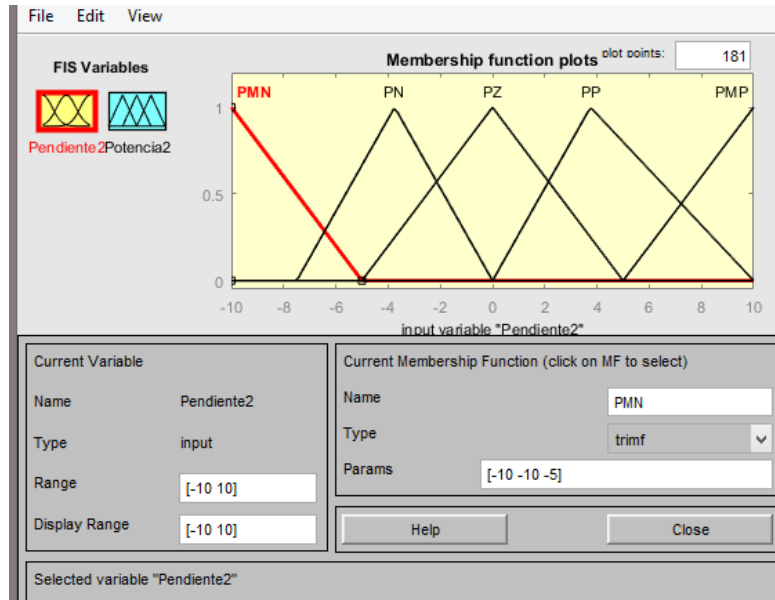 File Edit View
FIS Variables
Membership function plots
plot points:
181
PMN PN PZ PP PMP
1
0.5
0
-10 -8 -6 -4 -2 0 2 4 6 8 10
input variable "Pendiente2"
Pendiente2
Potencia2
Current Variable
Name Pendiente2
Type input
Range [-10 10]
Display Range [-10 10]
Current Membership Function (click on MF to select)
Name PMN
Type trimf
Params [-10 -10 -5]
Help Close
Selected variable "Pendiente2"